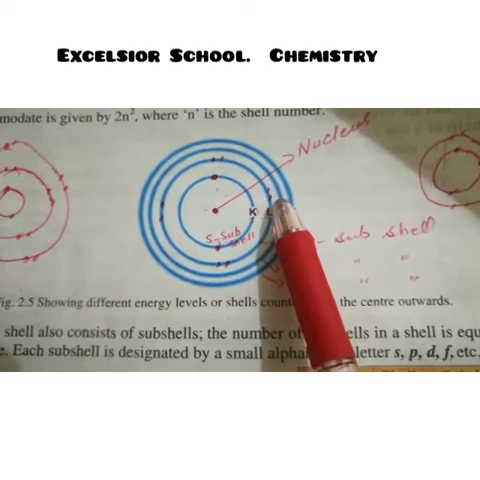 Excelsior School. Chemistry
modate is given by 2n², where 'n' is the shell number.
Nucleus
K L
S-Sub
shell
- sub shell
" "
" "
ig. 2.5 Showing different energy levels or shells count the centre outwards.
shell also consists of subshells; the number of ells in a shell is equ
e. Each subshell is designated by a small alpha letter s, p, d, f, etc.